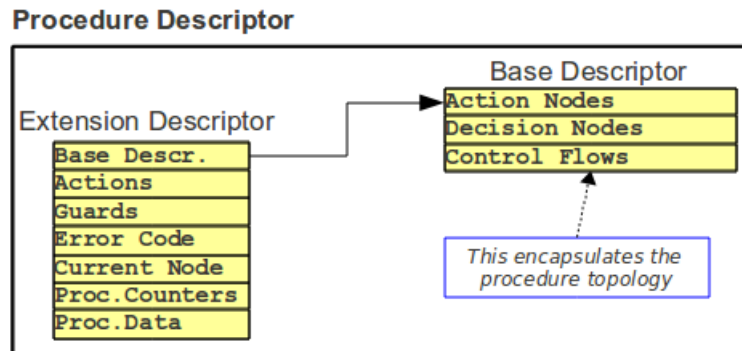 Procedure Descriptor
Base Descriptor
Action Nodes
Decision Nodes
Control Flows
Extension Descriptor
Base Descr.
Actions
Guards
Error Code
Current Node
Proc.Counters
Proc.Data
This encapsulates the
procedure topology